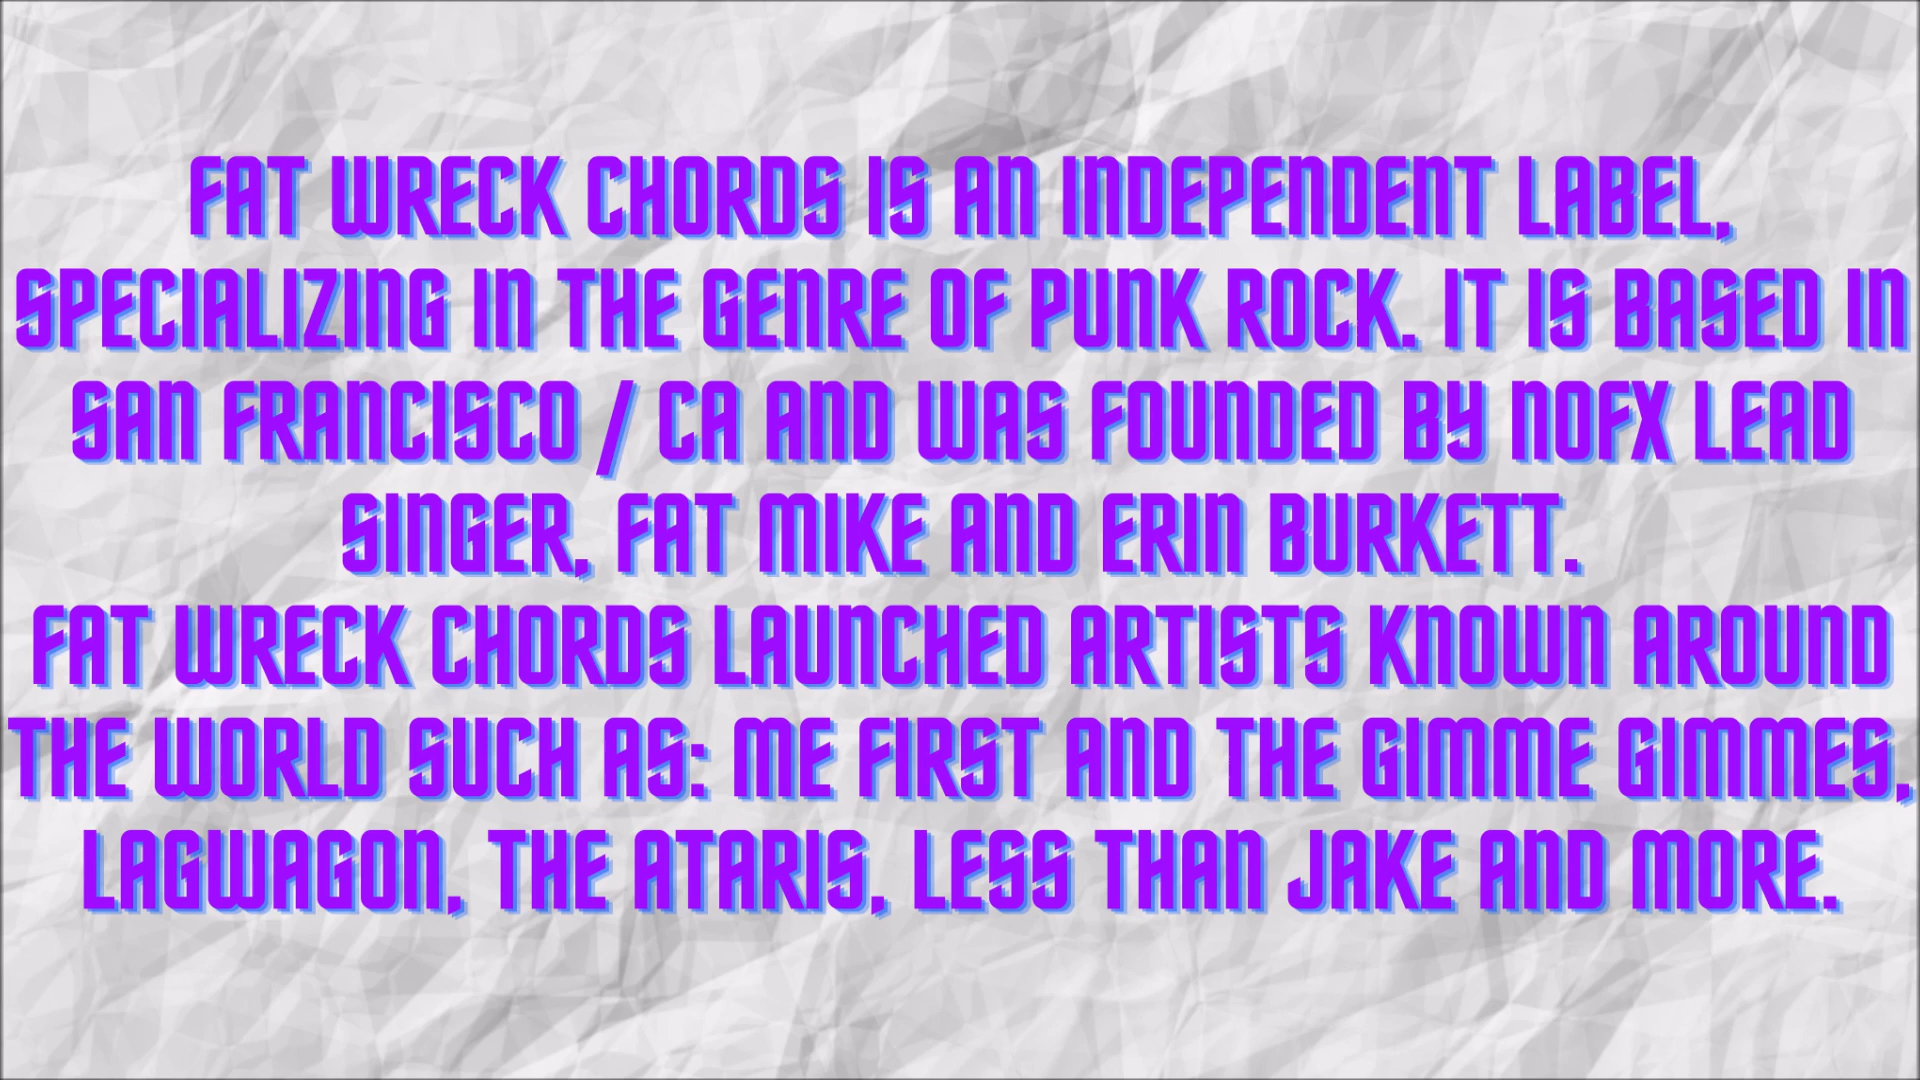 FAT WRECK CHORDS IS AN INDEPENDENT LABEL,
SPECIALIZING IN THE GENRE OF PUNK ROCK. IT IS BASED IN
SAN FRANCISCO / CA AND WAS FOUNDED BY NOFX LEAD
SINGER, FAT MIKE AND ERIN BURKETT.
FAT WRECK CHORDS LAUNCHED ARTISTS KNOWN AROUND
THE WORLD SUCH AS: ME FIRST AND THE GIMME GIMMES,
LAGWAGON, THE ATARIS, LESS THAN JAKE AND MORE.